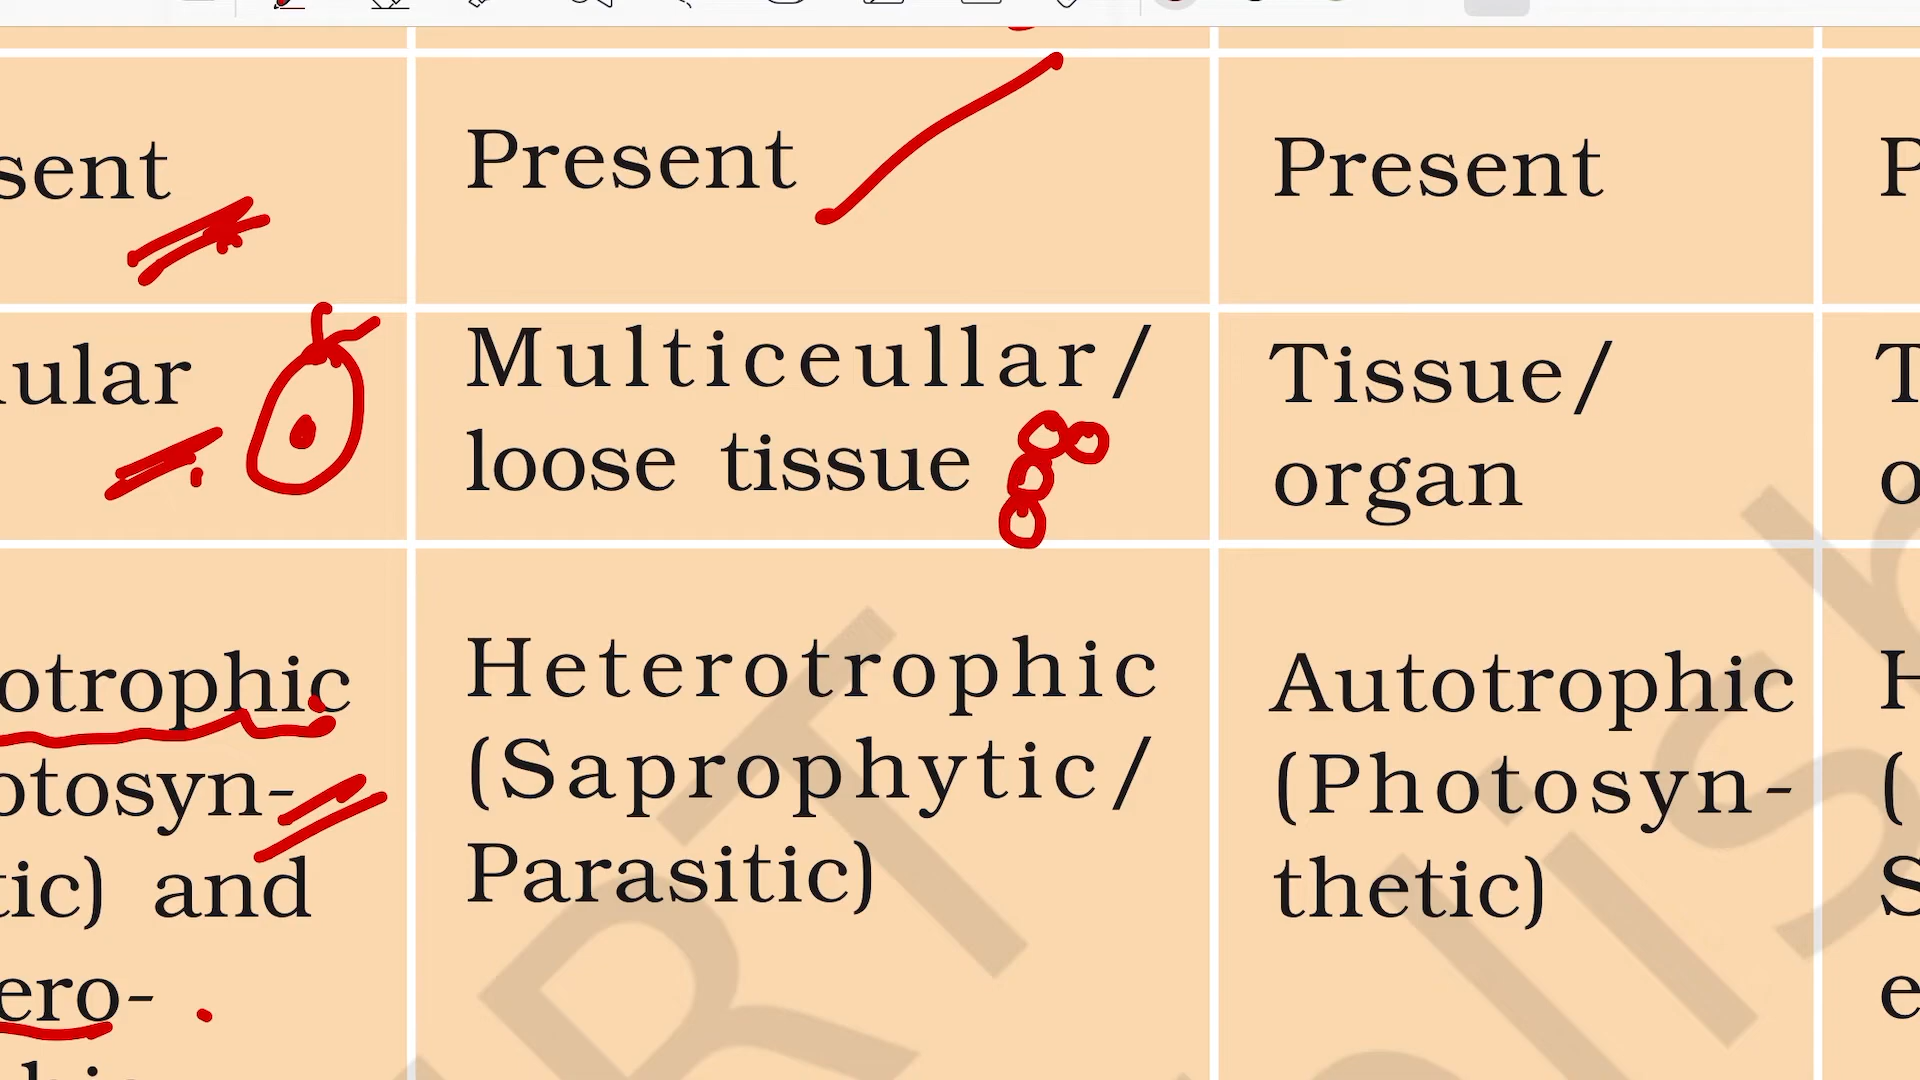 sent
Present
Present
P
lular
Multiceullar/
loose tissue
Tissue/
organ
T
o
otrophic
otosyn-
tic) and
ero-
Heterotrophic
(Saprophytic/
Parasitic)
Autotrophic
(Photosyn-
thetic)
H
(
S
e